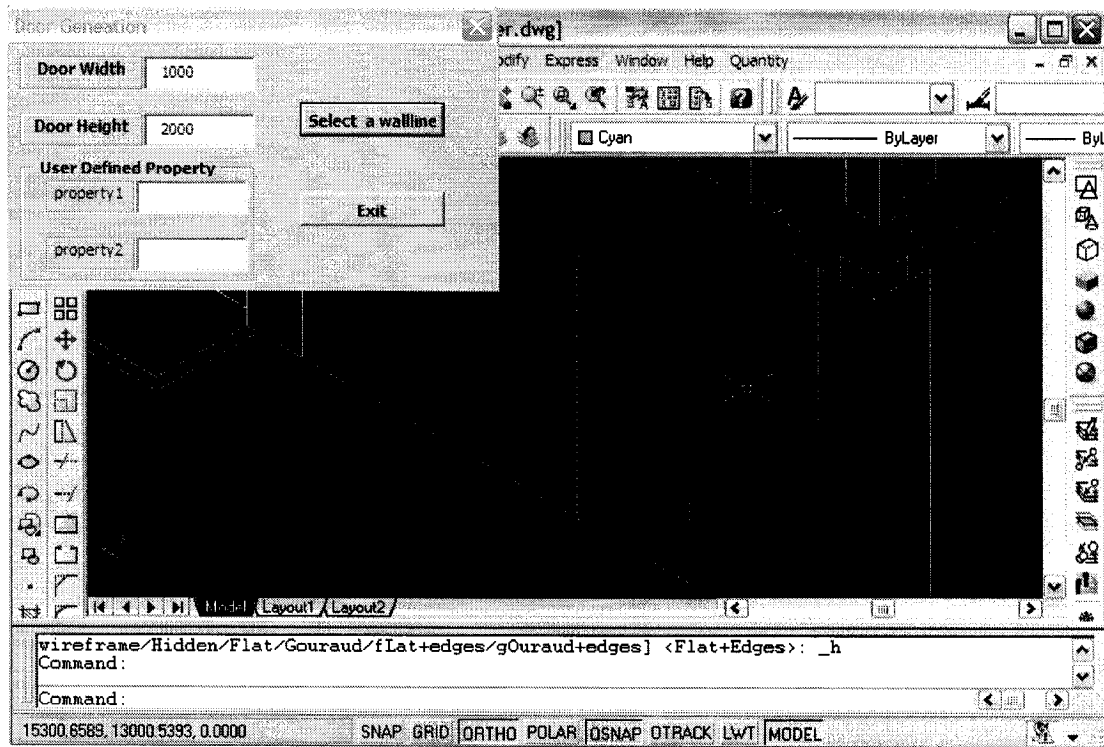 Door Geneation
er.dwg]
odify Express Window Help Quantity
Door Width 1000
Door Height 2000
Select a wallline
User Defined Property
property1
Exit
property2
Cyan
ByLayer
ByL
Model Layout1 Layout2
wireframe/Hidden/Flat/Gouraud/fLat+edges/gOuraud+edges] <Flat+Edges>: _h
Command:
Command:
15300.6589, 13000.5393, 0.0000 SNAP GRID ORTHO POLAR OSNAP OTRACK LWT MODEL